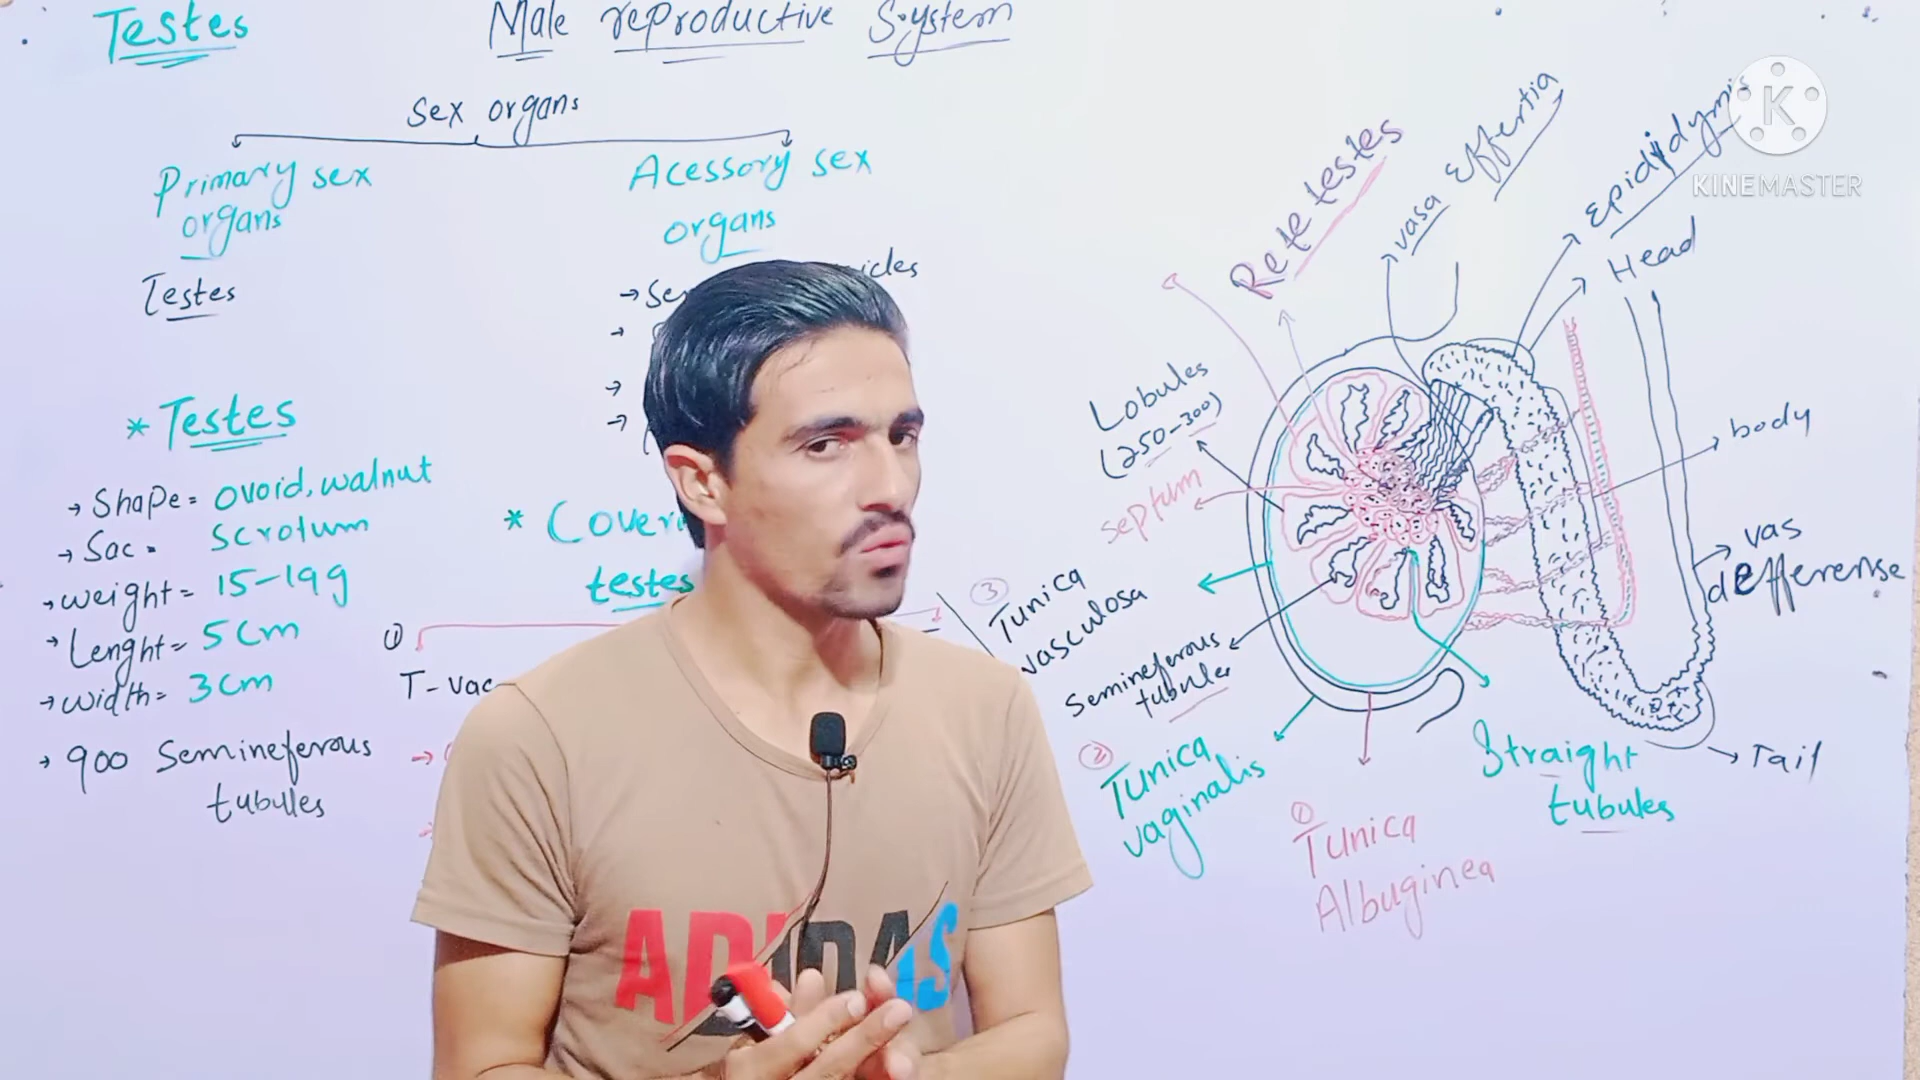 Testes
Male reproductive System
Sex organs
Primary sex
organs
Acessory sex
organs
Testes
icles
* Testes
→ Shape = ovoid, walnut
→ Sac = Scrotum
→ weight = 15-19g
→ Lenght = 5cm
→ width = 3cm
→ 900 Semineferous
tubules
* Cover
testes
①
T-vac
Rete testes
vasa Effertia
Epididymis
Head
KINEMASTER
Lobules
(250-300)
septum
body
vas
defferense
③
Tunica
vasculosa
Semineferous
tubules
②
Tunica
vaginalis
①
Tunica
Albuginea
Straight
tubules
Tail
ADIDAS